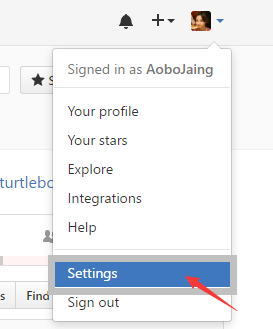 Signed in as AoboJaing
S
Your profile
Your stars
Explore
turtlebo
Integrations
Help
Settings
s Find
Sign out